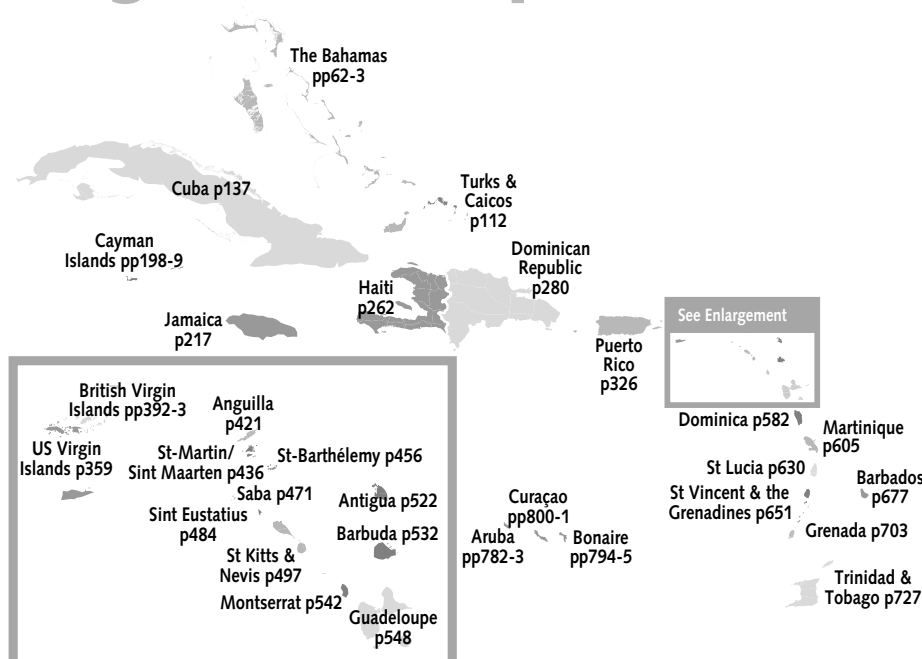 The Bahamas
pp62-3
Cuba p137
Turks &
Caicos
p112
Cayman
Islands pp198-9
Dominican
Republic
p280
Haiti
p262
Jamaica
p217
Puerto
Rico
p326
See Enlargement
British Virgin
Islands pp392-3
Anguilla
p421
US Virgin
Islands p359
St-Martin/
Sint Maarten p436
St-Barthélemy p456
Saba p471
Antigua p522
Sint Eustatius
p484
Barbuda p532
St Kitts &
Nevis p497
Montserrat p542
Guadeloupe
p548
Curaçao
pp800-1
Aruba
pp782-3
Bonaire
pp794-5
Dominica p582
Martinique
p605
St Lucia p630
Barbados
p677
St Vincent & the
Grenadines p651
Grenada p703
Trinidad &
Tobago p727